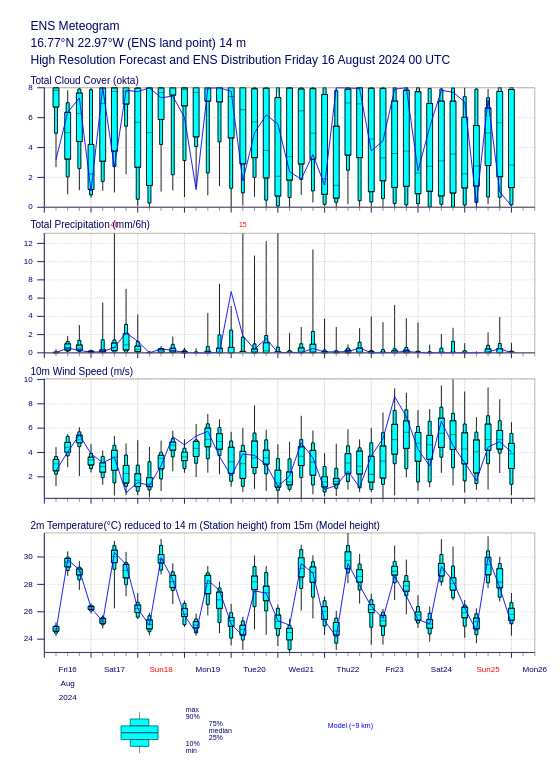 ENS Meteogram
16.77°N 22.97°W (ENS land point) 14 m
High Resolution Forecast and ENS Distribution Friday 16 August 2024 00 UTC
Total Cloud Cover (okta)
8
6
4
2
0
Total Precipitation (mm/6h)
15
12
10
8
6
4
2
0
10m Wind Speed (m/s)
10
8
6
4
2
2m Temperature(°C) reduced to 14 m (Station height) from 15m (Model height)
30
28
26
24
Fri16 Sat17 Sun18 Mon19 Tue20 Wed21 Thu22 Fri23 Sat24 Sun25 Mon26
Aug
2024
max
90%
75%
median
25%
10%
min
Model (~9 km)